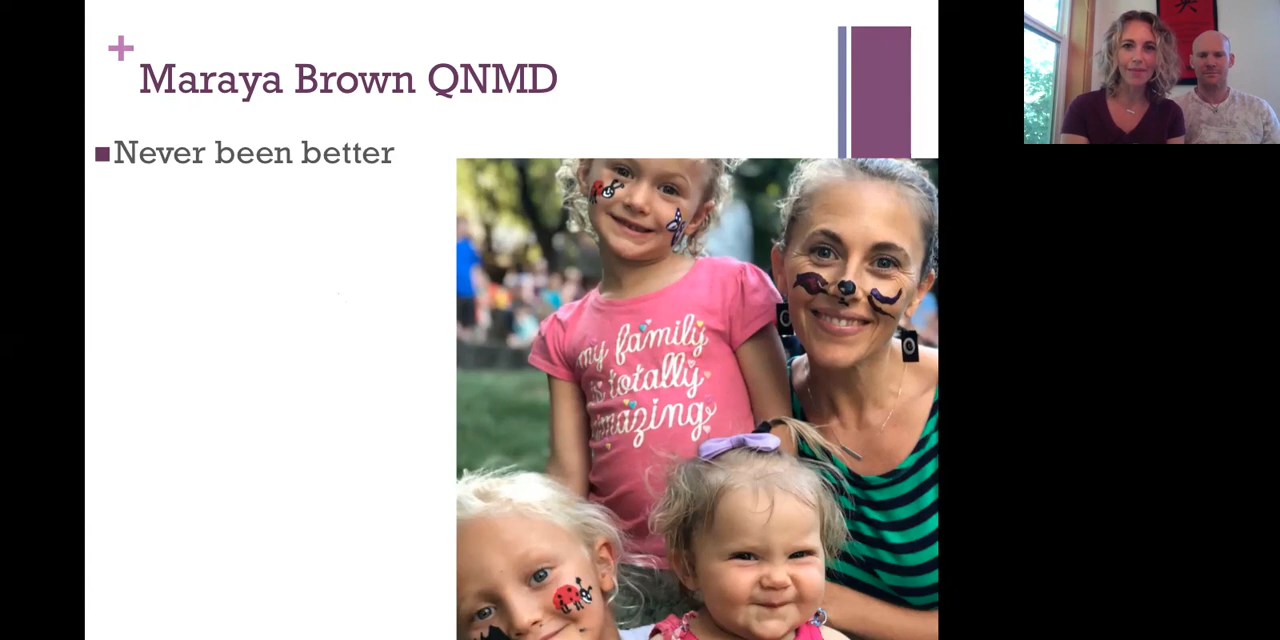 Maraya Brown QNMD
Never been better
my family
is totally
amazing